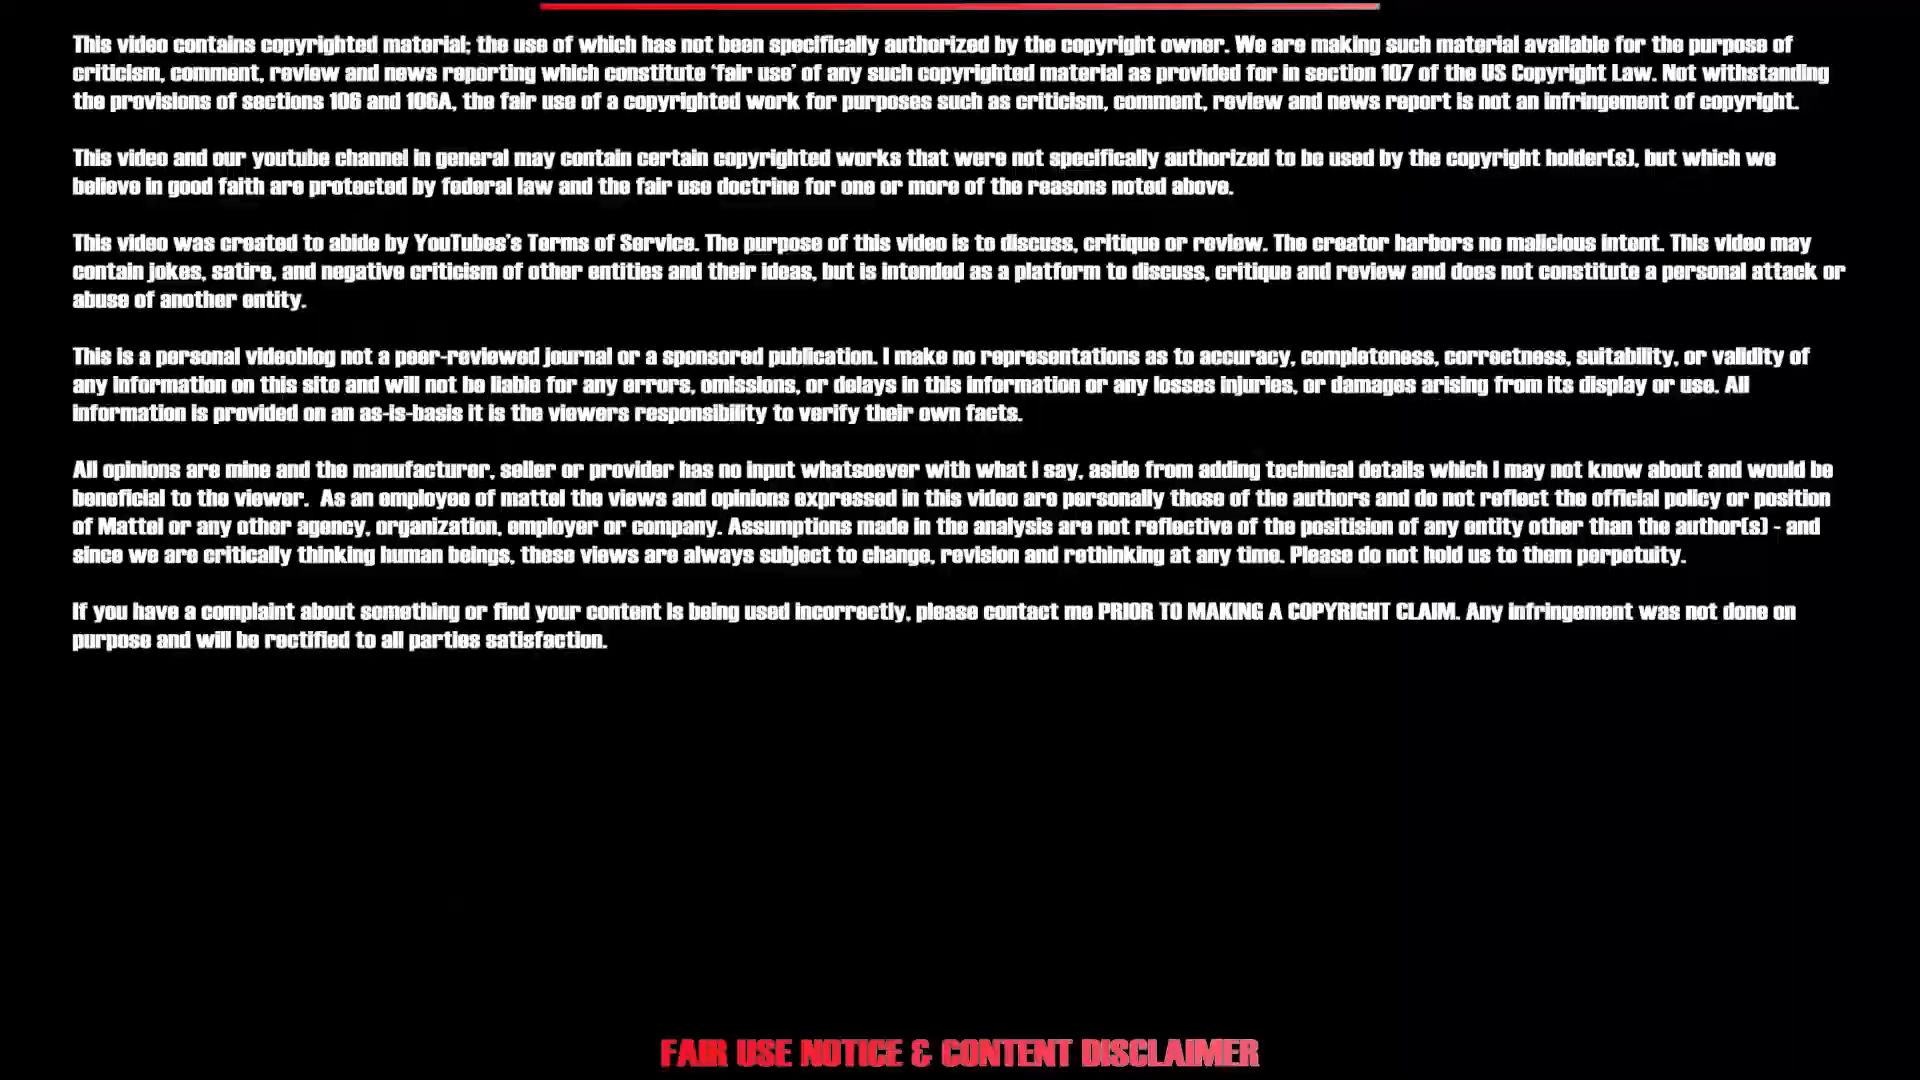 This video contains copyrighted material; the use of which has not been specifically authorized by the copyright owner. We are making such material available for the purpose of
criticism, comment, review and news reporting which constitute ‘fair use’ of any such copyrighted material as provided for in section 107 of the US Copyright Law. Not withstanding
the provisions of sections 106 and 106A, the fair use of a copyrighted work for purposes such as criticism, comment, review and news report is not an infringement of copyright.
This video and our youtube channel in general may contain certain copyrighted works that were not specifically authorized to be used by the copyright holder(s), but which we
believe in good faith are protected by federal law and the fair use doctrine for one or more of the reasons noted above.
This video was created to abide by YouTubes’s Terms of Service. The purpose of this video is to discuss, critique or review. The creator harbors no malicious intent. This video may
contain jokes, satire, and negative criticism of other entities and their ideas, but is intended as a platform to discuss, critique and review and does not constitute a personal attack or
abuse of another entity.
This is a personal videoblog not a peer-reviewed journal or a sponsored publication. I make no representations as to accuracy, completeness, correctness, suitability, or validity of
any information on this site and will not be liable for any errors, omissions, or delays in this information or any losses injuries, or damages arising from its display or use. All
information is provided on an as-is-basis it is the viewers responsibility to verify their own facts.
All opinions are mine and the manufacturer, seller or provider has no input whatsoever with what I say, aside from adding technical details which I may not know about and would be
beneficial to the viewer.  As an employee of mattel the views and opinions expressed in this video are personally those of the authors and do not reflect the official policy or position
of Mattel or any other agency, organization, employer or company. Assumptions made in the analysis are not reflective of the positision of any entity other than the author(s) - and
since we are critically thinking human beings, these views are always subject to change, revision and rethinking at any time. Please do not hold us to them perpetuity.
If you have a complaint about something or find your content is being used incorrectly, please contact me PRIOR TO MAKING A COPYRIGHT CLAIM. Any infringement was not done on
purpose and will be rectified to all parties satisfaction.
FAIR USE NOTICE & CONTENT DISCLAIMER